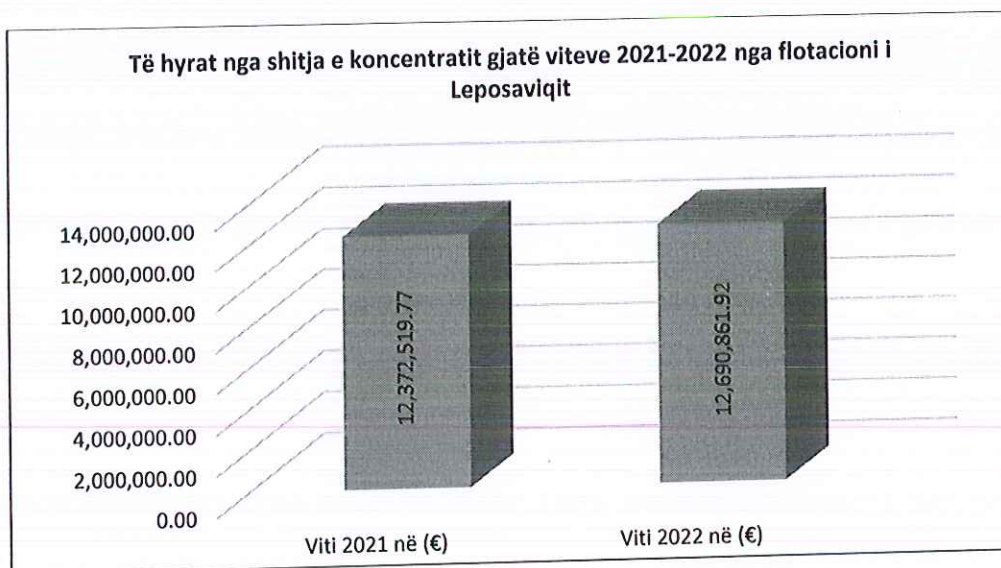 Të hyrat nga shitja e koncentratit gjatë viteve 2021-2022 nga flotacioni i
Leposaviqit
14,000,000.00
12,000,000.00
10,000,000.00
8,000,000.00
6,000,000.00
4,000,000.00
2,000,000.00
0.00
12,372,519.77
12,690,861.92
Viti 2021 në (€)
Viti 2022 në (€)